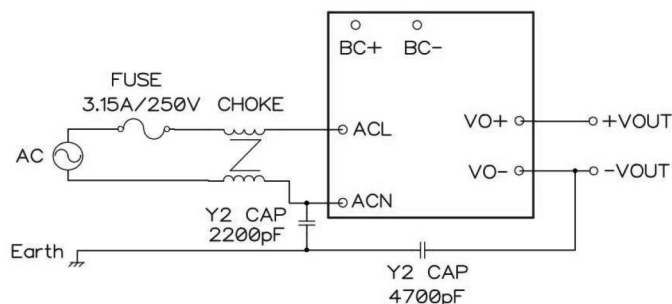 BC+ BC-
FUSE
3.15A/250V CHOKE
ACL
VO+ +VOUT
AC
VO- -VOUT
ACN
Y2 CAP
2200pF
Earth
Y2 CAP
4700pF